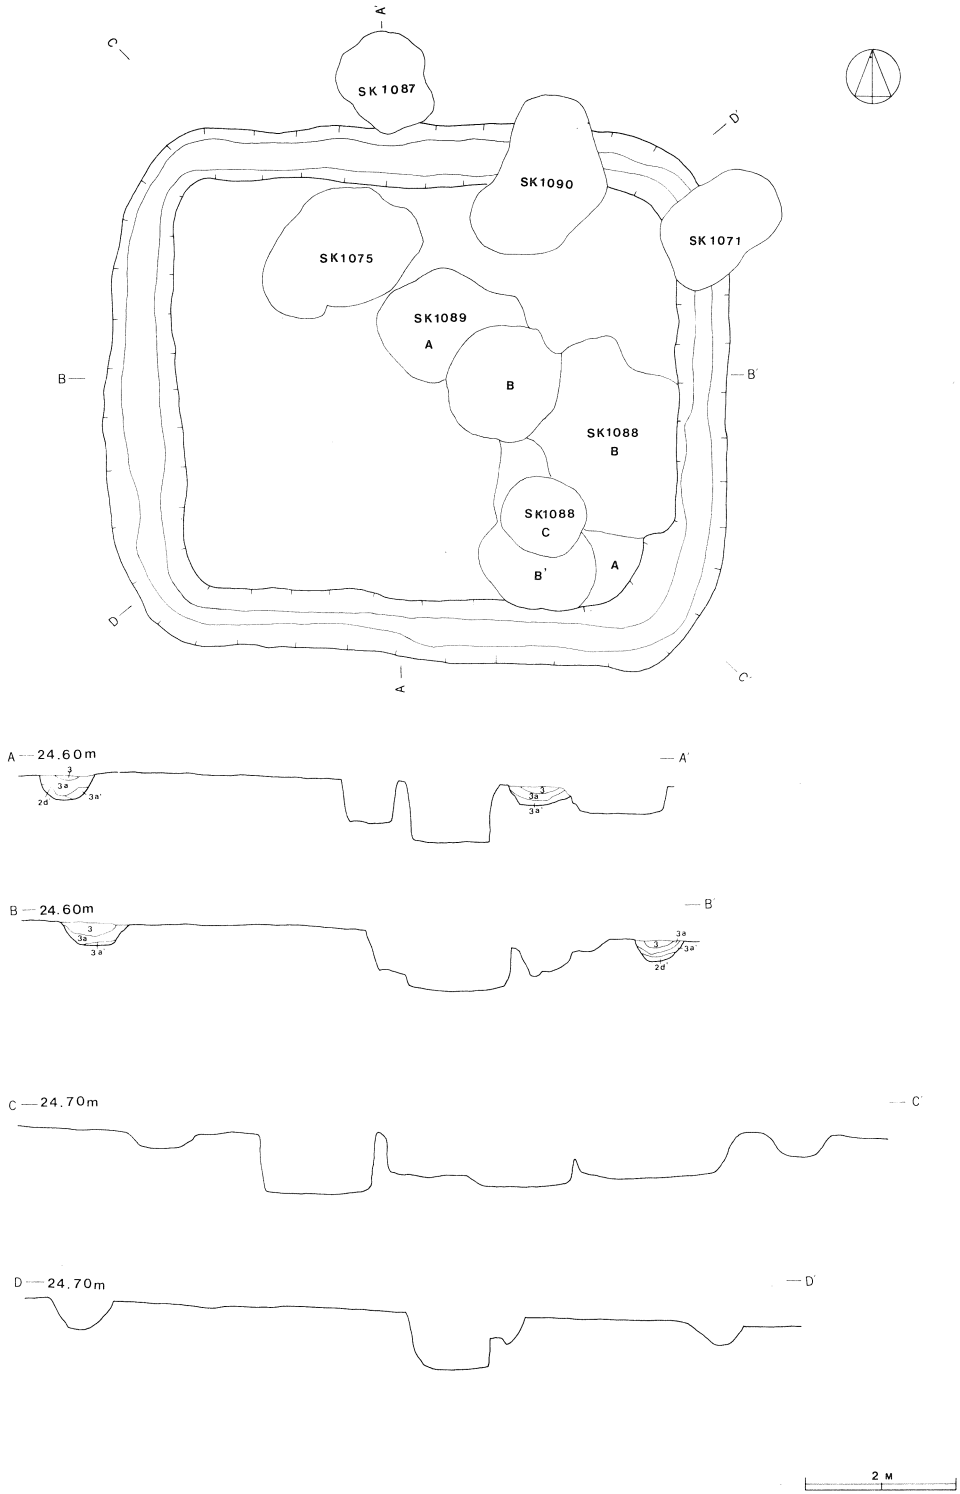 A'
C
SK1087
D'
SK1090
SK1071
SK1075
SK1089
A
B
B
B'
SK1088
B
SK1088
C
B'
A
D
A
C'
A 24.60m
A'
3
3a
3a'
2d'
3
3a
3a'
B 24.60m
B'
3
3a
3a'
3a
3
3a'
2d'
C 24.70m
C'
D 24.70m
D'
2 M